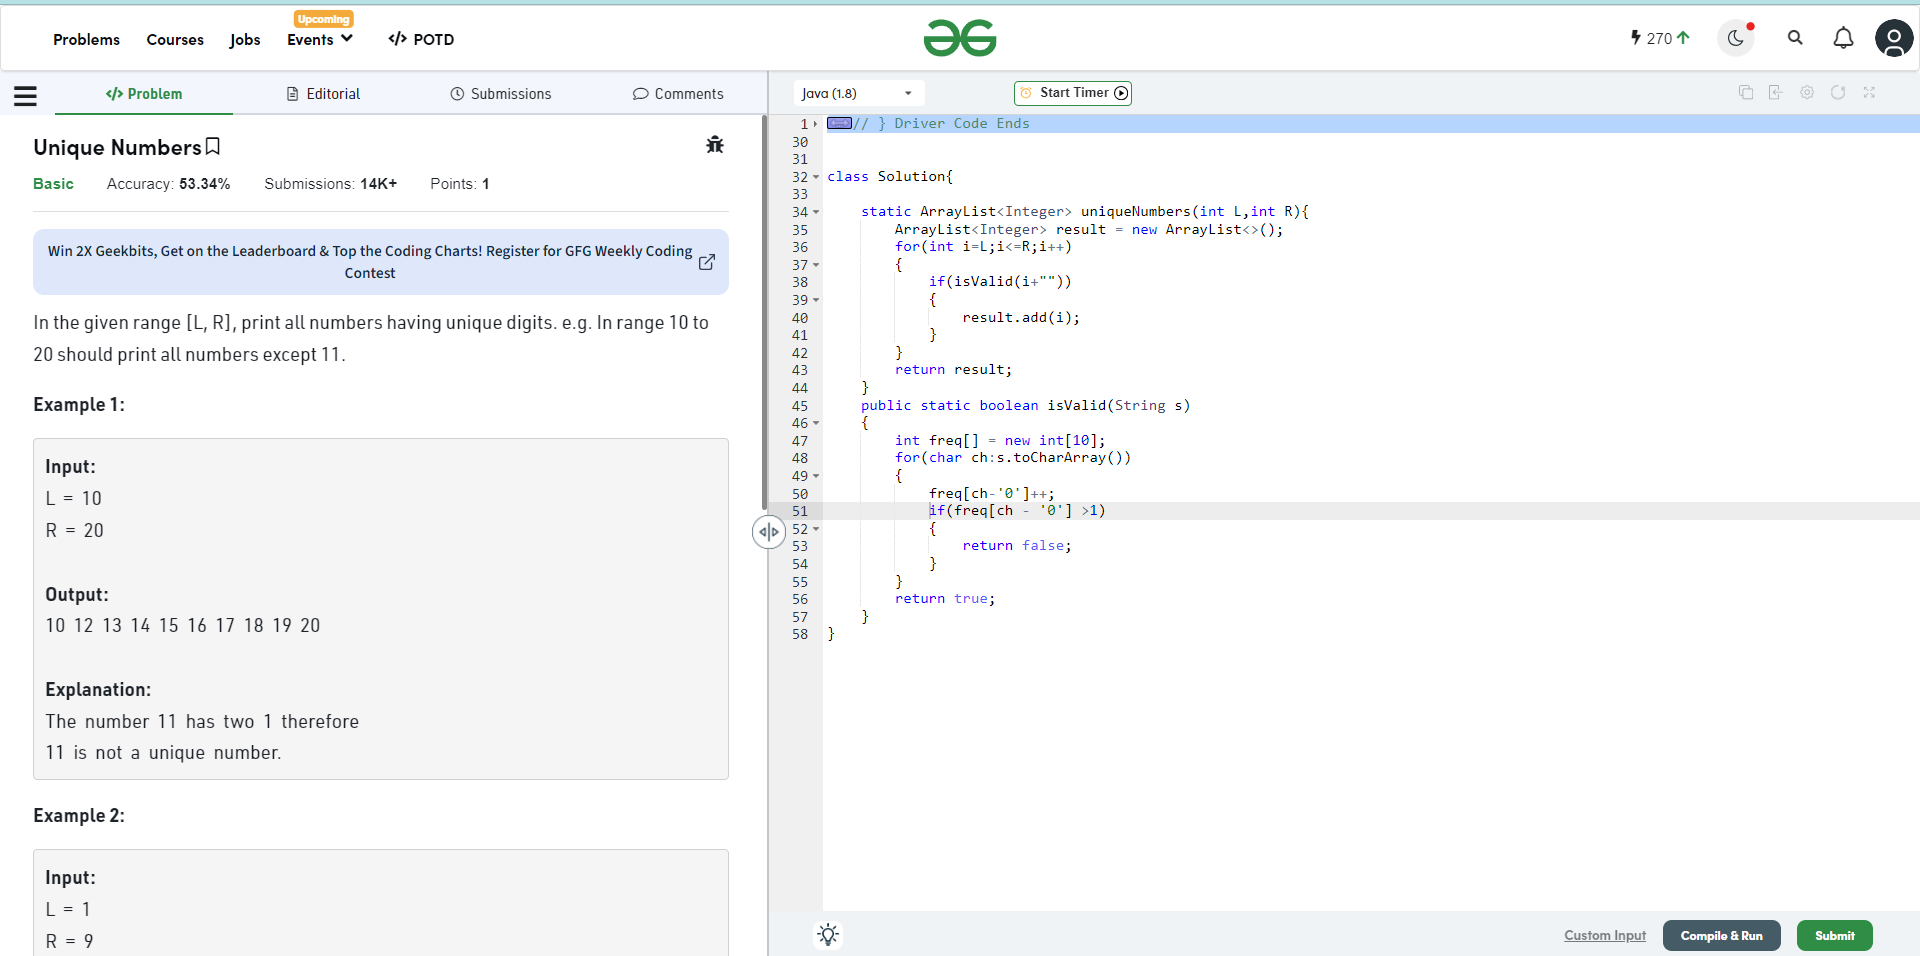 Problems Courses Jobs Upcoming Events </> POTD
270
</> Problem Editorial Submissions Comments
Unique Numbers
Basic Accuracy: 53.34% Submissions: 14K+ Points: 1
Win 2X Geekbits, Get on the Leaderboard & Top the Coding Charts! Register for GFG Weekly Coding
Contest
In the given range [L, R], print all numbers having unique digits. e.g. In range 10 to
20 should print all numbers except 11.
Example 1:
Input:
L = 10
R = 20
Output:
10 12 13 14 15 16 17 18 19 20
Explanation:
The number 11 has two 1 therefore
11 is not a unique number.
Example 2:
Input:
L = 1
R = 9
Java (1.8) Start Timer
1 // } Driver Code Ends
30
31
32 class Solution{
33
34 static ArrayList<Integer> uniqueNumbers(int L,int R){
35 ArrayList<Integer> result = new ArrayList<>();
36 for(int i=L;i<=R;i++)
37 {
38 if(isValid(i+""))
39 {
40 result.add(i);
41 }
42 }
43 return result;
44 }
45 public static boolean isValid(String s)
46 {
47 int freq[] = new int[10];
48 for(char ch:s.toCharArray())
49 {
50 freq[ch-'0']++;
51 if(freq[ch - '0'] >1)
52 {
53 return false;
54 }
55 }
56 return true;
57 }
58 }
Custom Input Compile & Run Submit